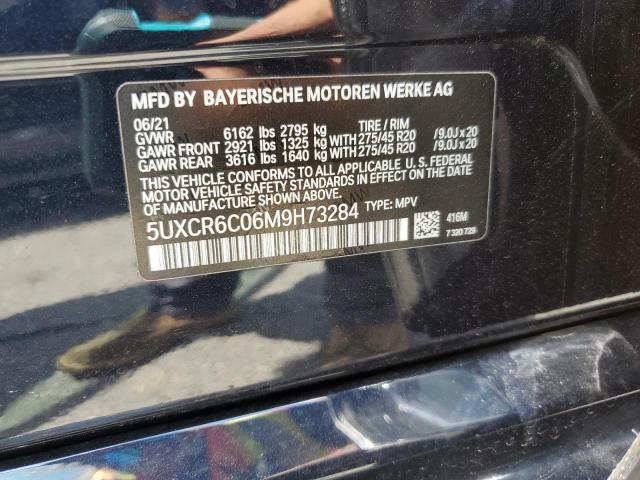 MFD BY BAYERISCHE MOTOREN WERKE AG
06/21 TIRE / RIM
GVWR 6162 lbs 2795 kg
GAWR FRONT 2921 lbs 1325 kg WITH 275/45 R20 /9.0J x 20
GAWR REAR 3616 lbs 1640 kg WITH 275/45 R20 /9.0J x 20
THIS VEHICLE CONFORMS TO ALL APPLICABLE U.S. FEDERAL
MOTOR VEHICLE SAFETY STANDARDS IN EFFECT ON THE DATE
OF MANUFACTURE SHOWN ABOVE.
5UXCR6C06M9H73284 TYPE: MPV
416M
7 320 729